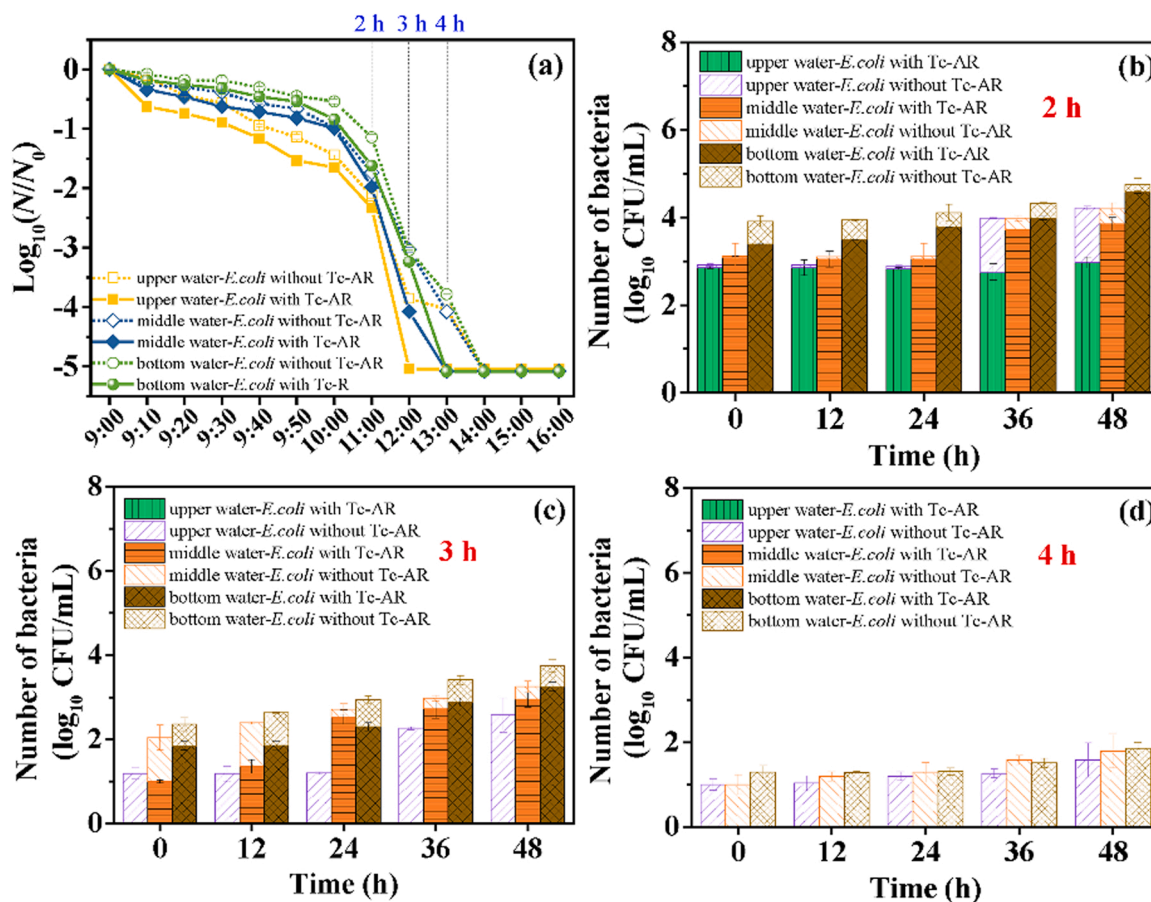 2 h 3 h 4 h
(a)
Log10(N/N0)
0
-1
-2
-3
-4
-5
upper water-E.coli without Tc-AR
upper water-E.coli with Tc-AR
middle water-E.coli without Tc-AR
middle water-E.coli with Tc-AR
bottom water-E.coli without Tc-AR
bottom water-E.coli with Tc-R
9:00 9:10 9:20 9:30 9:40 9:50 10:00 11:00 12:00 13:00 14:00 15:00 16:00
(b)
2 h
Number of bacteria
(log10 CFU/mL)
8
6
4
2
0
upper water-E.coli with Tc-AR
upper water-E.coli without Tc-AR
middle water-E.coli with Tc-AR
middle water-E.coli without Tc-AR
bottom water-E.coli with Tc-AR
bottom water-E.coli without Tc-AR
0 12 24 36 48
Time (h)
(c)
3 h
Number of bacteria
(log10 CFU/mL)
8
6
4
2
0
upper water-E.coli with Tc-AR
upper water-E.coli without Tc-AR
middle water-E.coli with Tc-AR
middle water-E.coli without Tc-AR
bottom water-E.coli with Tc-AR
bottom water-E.coli without Tc-AR
0 12 24 36 48
Time (h)
(d)
4 h
Number of bacteria
(log10 CFU/mL)
8
6
4
2
0
upper water-E.coli with Tc-AR
upper water-E.coli without Tc-AR
middle water-E.coli with Tc-AR
middle water-E.coli without Tc-AR
bottom water-E.coli with Tc-AR
bottom water-E.coli without Tc-AR
0 12 24 36 48
Time (h)